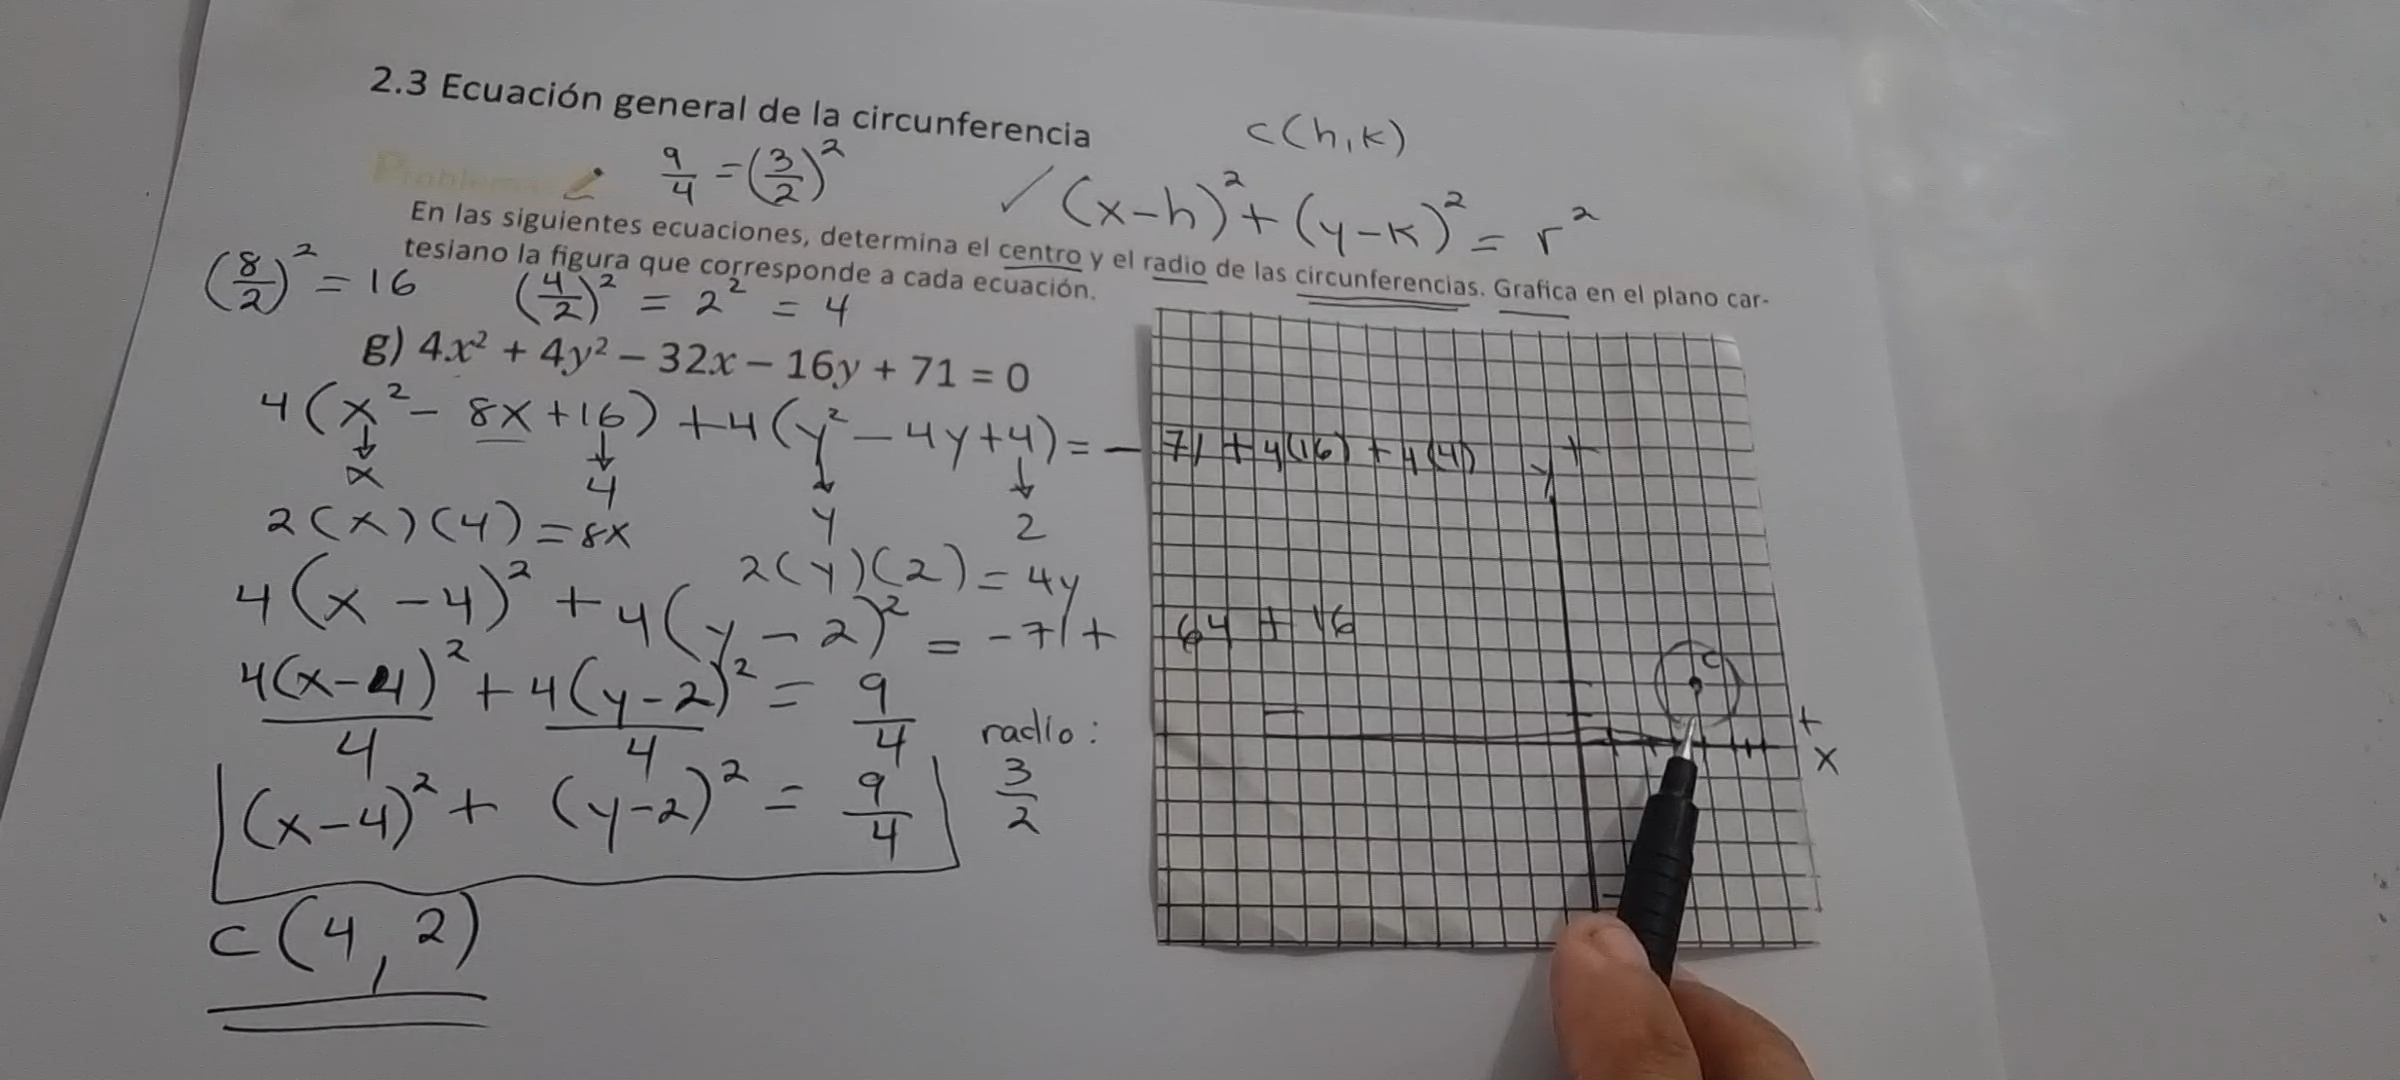 2.3 Ecuación general de la circunferencia
c(h,k)
Problema
9/4 = (3/2)²
✓ (x-h)² + (y-k)² = r²
En las siguientes ecuaciones, determina el centro y el radio de las circunferencias. Grafica en el plano car-
tesiano la figura que corresponde a cada ecuación.
(8/2)² = 16 (4/2)² = 2² = 4
g) 4x² + 4y² – 32x – 16y + 71 = 0
4(x² - 8x + 16) + 4(y² - 4y + 4) = - 71 + 4(16) + 4(4)
x 4 y 2
2(x)(4) = 8x
2(y)(2) = 4y
4(x - 4)² + 4(y - 2)² = -71 + 64 + 16
4(x-4)²/4 + 4(y-2)²/4 = 9/4
radio:
3/2
(x-4)² + (y-2)² = 9/4
c(4, 2)
y +
c
+
x